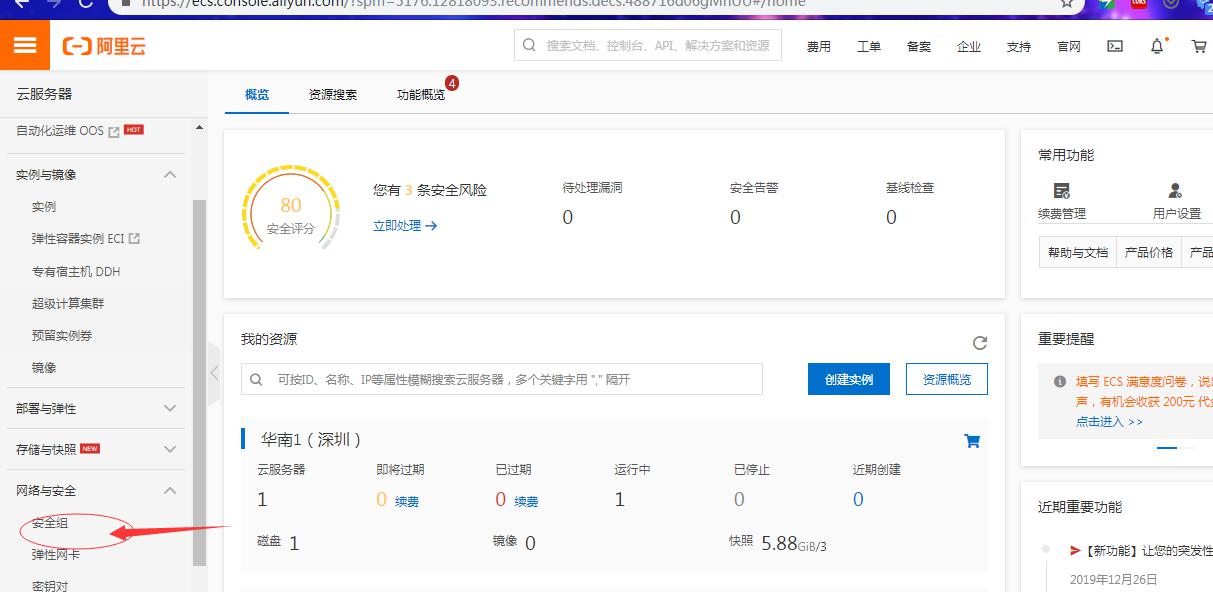 https://ecs.console.aliyun.com/?spm=5176.12818093.recommends.decs.488716d06gMhOU#/home
阿里云
搜索文档、控制台、API、解决方案和资源
费用 工单 备案 企业 支持 官网
云服务器
概览 资源搜索 功能概览 4
自动化运维 OOS HOT
实例与镜像
实例
弹性容器实例 ECI
专有宿主机 DDH
超级计算集群
预留实例券
镜像
部署与弹性
存储与快照 NEW
网络与安全
安全组
弹性网卡
密钥对
80
安全评分
您有 3 条安全风险
立即处理
待处理漏洞 安全告警 基线检查
0 0 0
我的资源
可按ID、名称、IP等属性模糊搜索云服务器，多个关键字用 "," 隔开
创建实例 资源概览
华南1（深圳）
云服务器 即将过期 已过期 运行中 已停止 近期创建
1 0 续费 0 续费 1 0 0
磁盘 1 镜像 0 快照 5.88GiB/3
常用功能
续费管理 用户设置
帮助与文档 产品价格 产品
重要提醒
填写 ECS 满意度问卷，说
声，有机会收获 200元 代金
点击进入 >>
近期重要功能
【新功能】让您的突发性
2019年12月26日